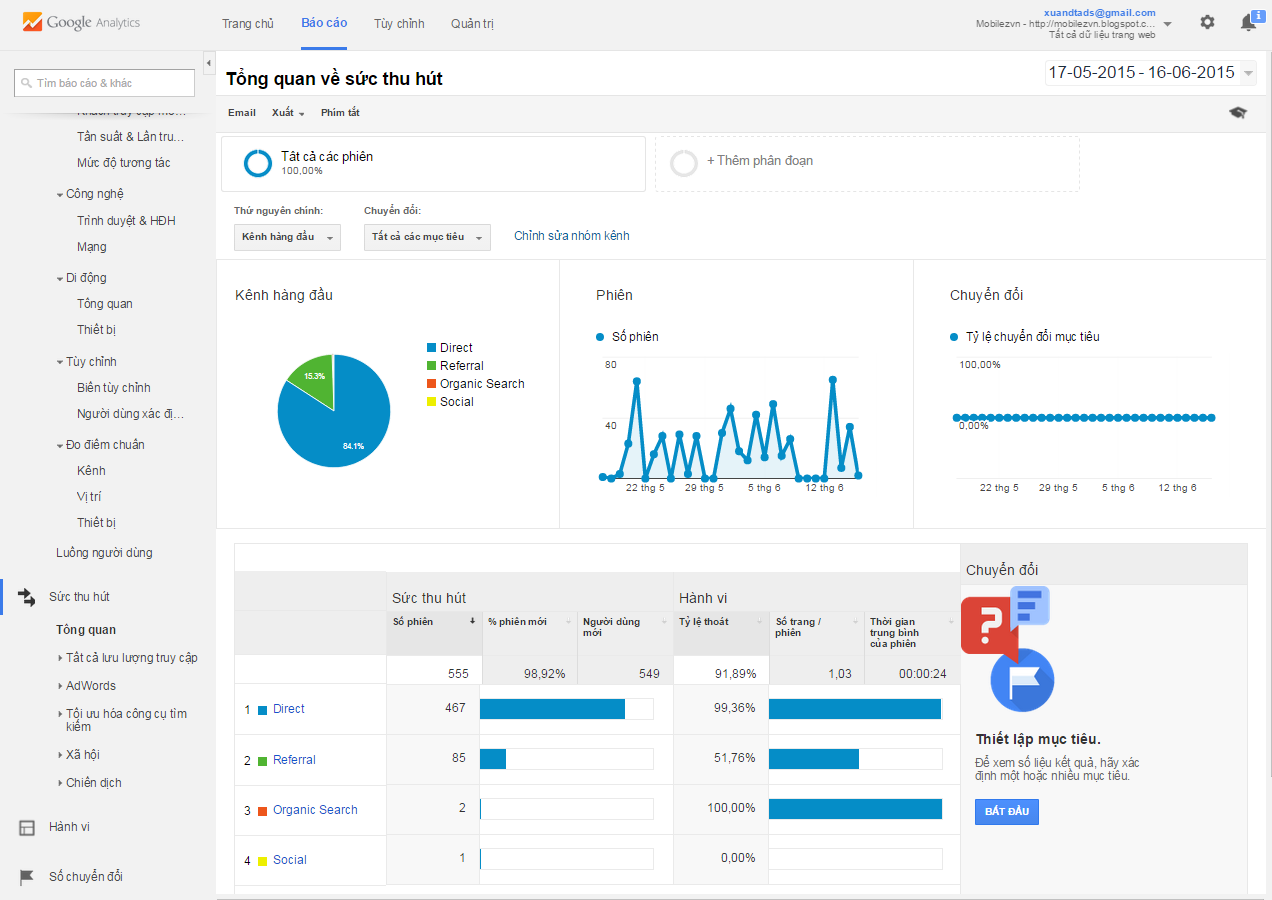 Google Analytics
Trang chủ
Báo cáo
Tùy chỉnh
Quản trị
xuandtads@gmail.com
Mobilezvn - http://mobilezvn.blogspot.c...
Tất cả dữ liệu trang web
1
Tìm báo cáo & khác
Tần suất & Lần tru...
Mức độ tương tác
Công nghệ
Trình duyệt & HĐH
Mạng
Di động
Tổng quan
Thiết bị
Tùy chỉnh
Biến tùy chỉnh
Người dùng xác đị...
Đo điểm chuẩn
Kênh
Vị trí
Thiết bị
Luồng người dùng
Sức thu hút
Tổng quan
Tất cả lưu lượng truy cập
AdWords
Tối ưu hóa công cụ tìm
kiếm
Xã hội
Chiến dịch
Hành vi
Số chuyển đổi
Tổng quan về sức thu hút
17-05-2015 - 16-06-2015
Email
Xuất
Phím tắt
Tất cả các phiên
100,00%
+ Thêm phân đoạn
Thứ nguyên chính:
Chuyển đổi:
Kênh hàng đầu
Tất cả các mục tiêu
Chỉnh sửa nhóm kênh
Kênh hàng đầu
15.3%
84.1%
Direct
Referral
Organic Search
Social
Phiên
Số phiên
80
40
22 thg 5
29 thg 5
5 thg 6
12 thg 6
Chuyển đổi
Tỷ lệ chuyển đổi mục tiêu
100,00%
0,00%
22 thg 5
29 thg 5
5 thg 6
12 thg 6
Sức thu hút
Hành vi
Số phiên
% phiên mới
Người dùng
mới
Tỷ lệ thoát
Số trang /
phiên
Thời gian
trung bình
của phiên
555
98,92%
549
91,89%
1,03
00:00:24
1 Direct 467 99,36%
2 Referral 85 51,76%
3 Organic Search 2 100,00%
4 Social 1 0,00%
Chuyển đổi
?
Thiết lập mục tiêu.
Để xem số liệu kết quả, hãy xác
định một hoặc nhiều mục tiêu.
BẮT ĐẦU